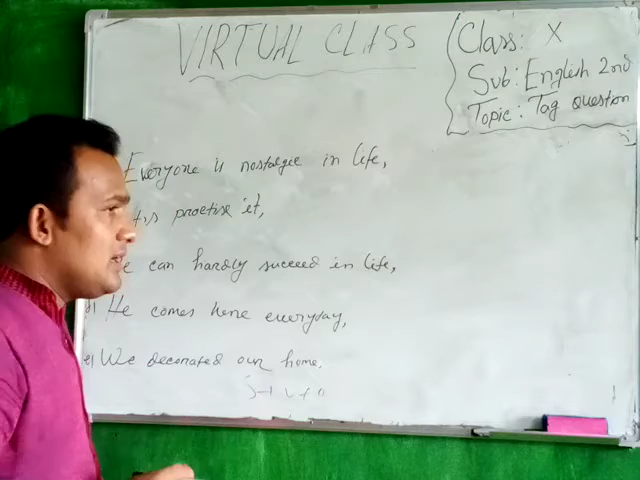 VIRTUAL CLASS
Class: X
Sub: English 2nd
Topic: Tag question
Everyone is nostalgic in life,
practise it,
can hardly succeed in life,
d) He comes here everyday,
e) We decorated our home.